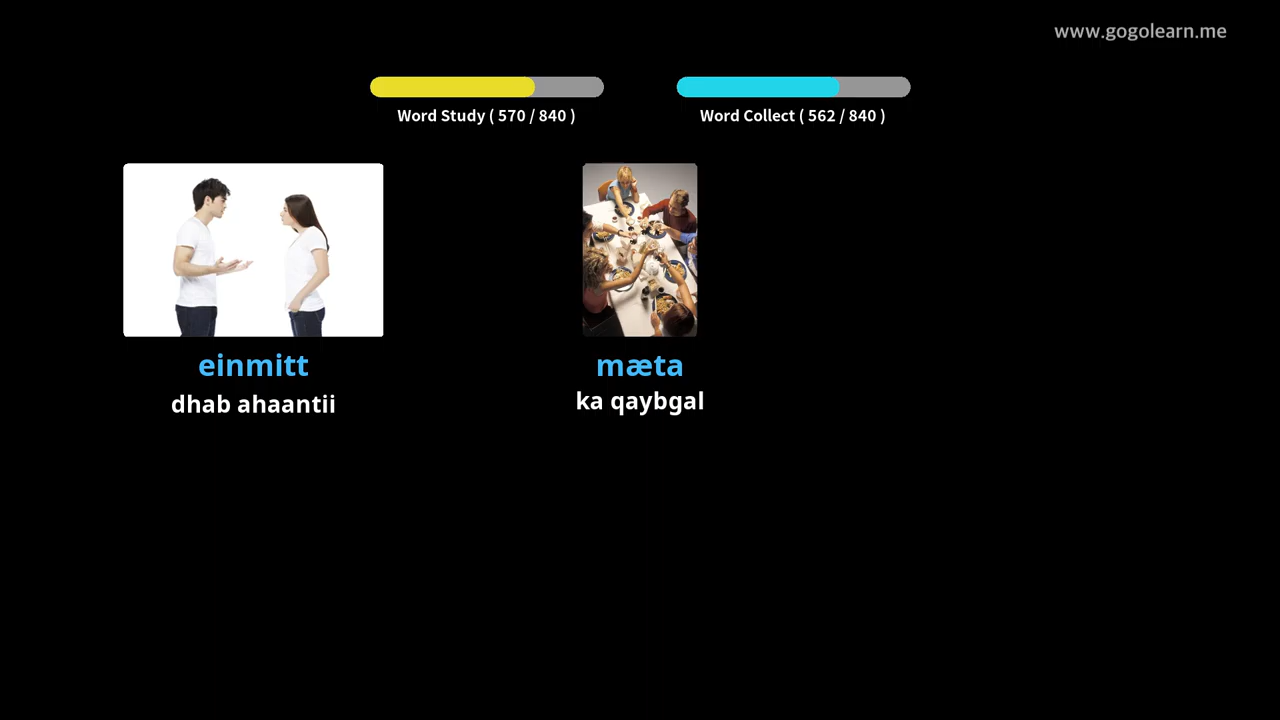 www.gogolearn.me
Word Study ( 570 / 840 )
Word Collect ( 562 / 840 )
einmitt
dhab ahaantii
mæta
ka qaybgal